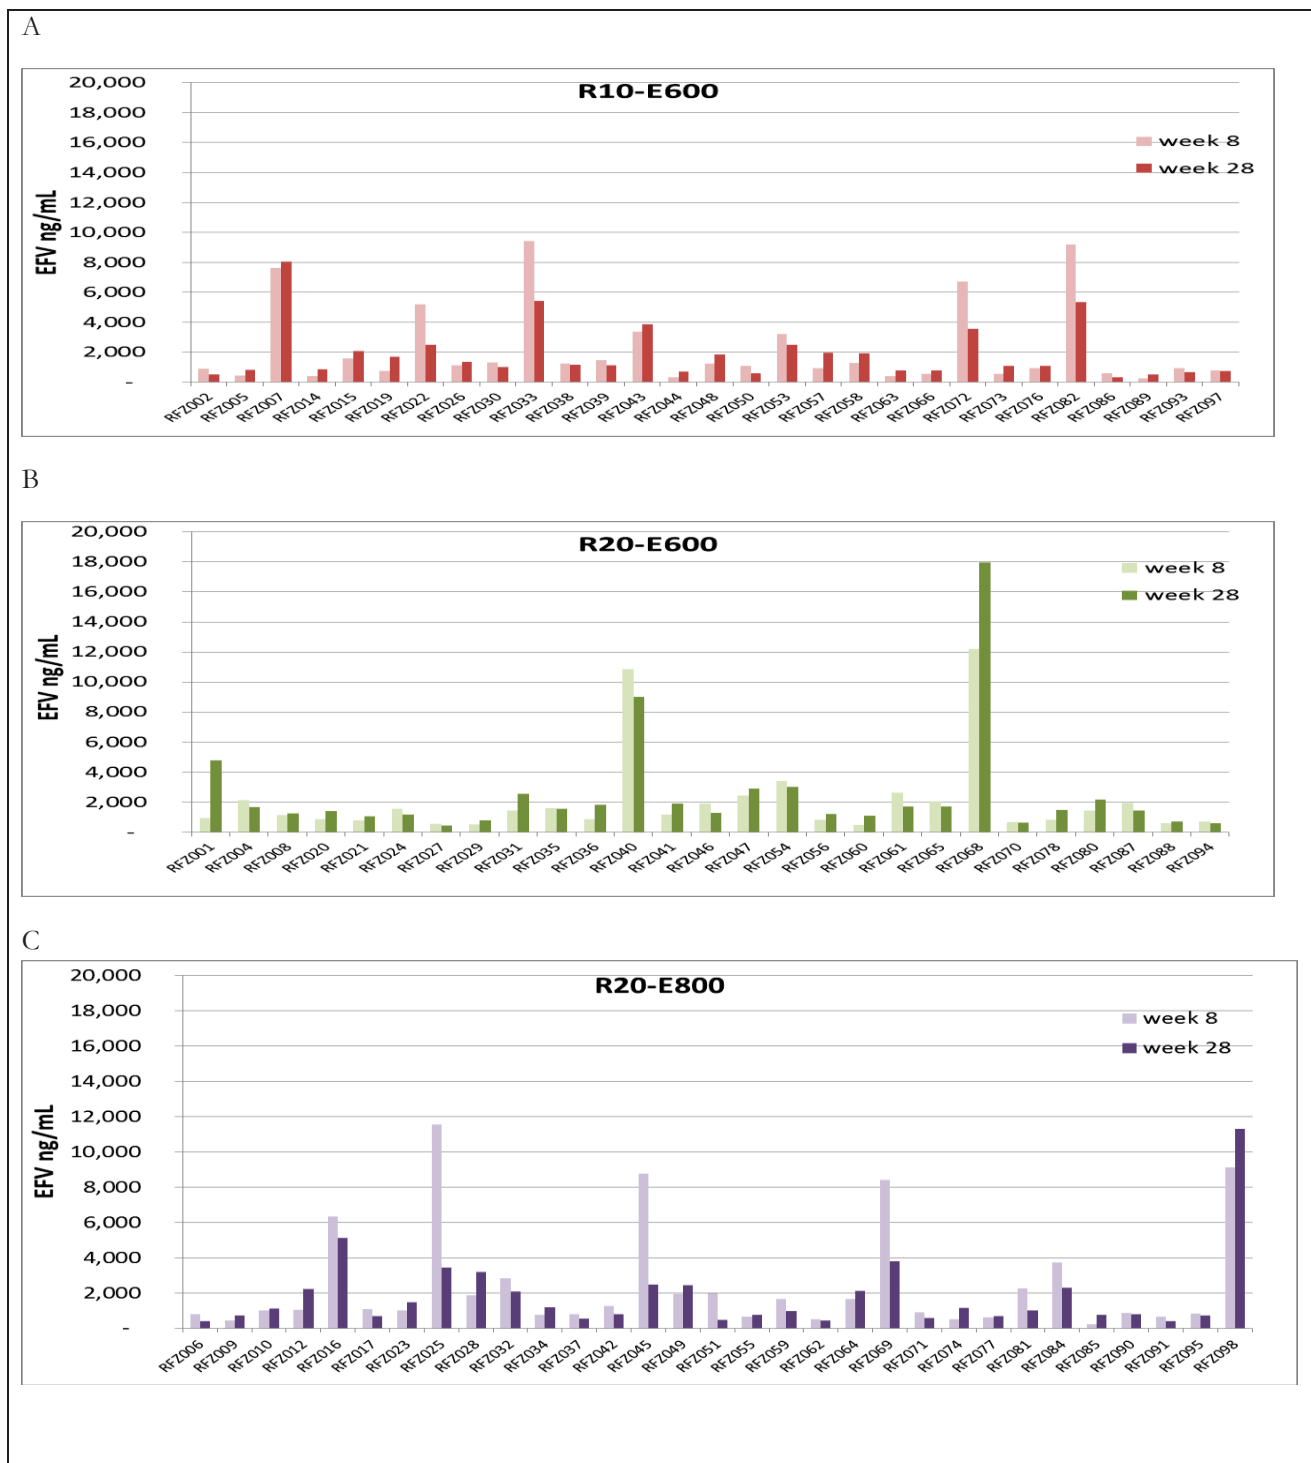 A
R10-E600
EFV ng/mL
20,000
18,000
16,000
14,000
12,000
10,000
8,000
6,000
4,000
2,000
-
week 8
week 28
RFZ002 RFZ005 RFZ007 RFZ014 RFZ015 RFZ019 RFZ022 RFZ026 RFZ030 RFZ033 RFZ038 RFZ039 RFZ043 RFZ044 RFZ048 RFZ050 RFZ053 RFZ057 RFZ058 RFZ063 RFZ066 RFZ072 RFZ073 RFZ076 RFZ082 RFZ086 RFZ089 RFZ093 RFZ097
B
R20-E600
EFV ng/mL
20,000
18,000
16,000
14,000
12,000
10,000
8,000
6,000
4,000
2,000
-
week 8
week 28
RFZ001 RFZ004 RFZ008 RFZ020 RFZ021 RFZ024 RFZ027 RFZ029 RFZ031 RFZ035 RFZ036 RFZ040 RFZ041 RFZ046 RFZ047 RFZ054 RFZ056 RFZ060 RFZ061 RFZ065 RFZ068 RFZ070 RFZ078 RFZ080 RFZ087 RFZ088 RFZ094
C
R20-E800
EFV ng/mL
20,000
18,000
16,000
14,000
12,000
10,000
8,000
6,000
4,000
2,000
-
week 8
week 28
RFZ006 RFZ009 RFZ010 RFZ012 RFZ016 RFZ017 RFZ023 RFZ025 RFZ028 RFZ032 RFZ034 RFZ037 RFZ042 RFZ045 RFZ049 RFZ051 RFZ055 RFZ059 RFZ062 RFZ064 RFZ069 RFZ071 RFZ074 RFZ077 RFZ081 RFZ084 RFZ085 RFZ090 RFZ091 RFZ095 RFZ098